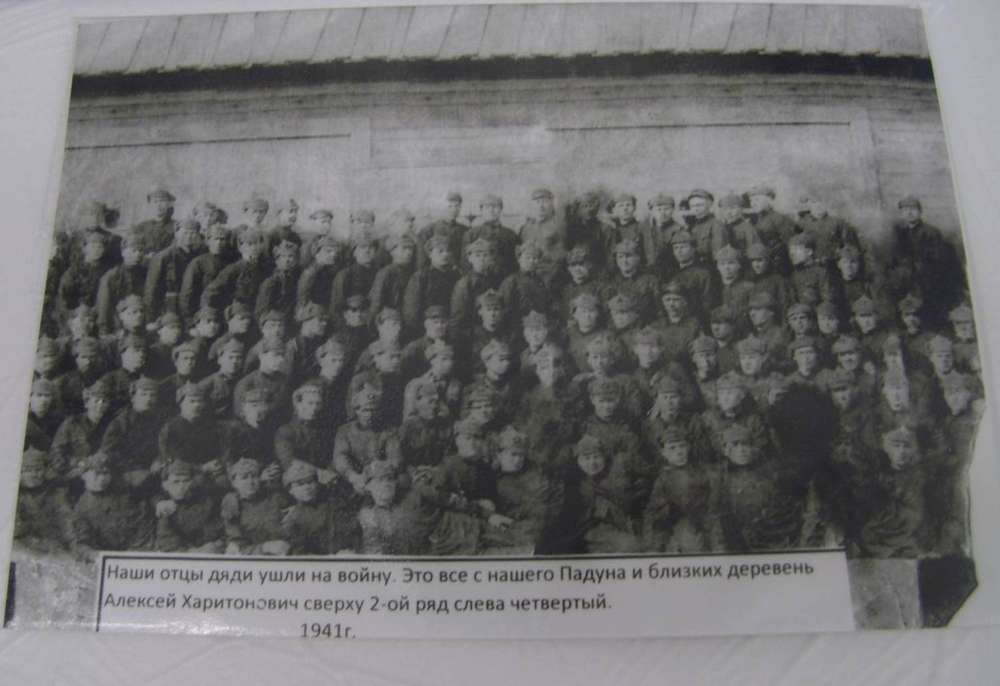 Наши отцы дяди ушли на войну. Это все с нашего Падуна и близких деревень
Алексей Харитонович сверху 2-ой ряд слева четвертый.
1941г.